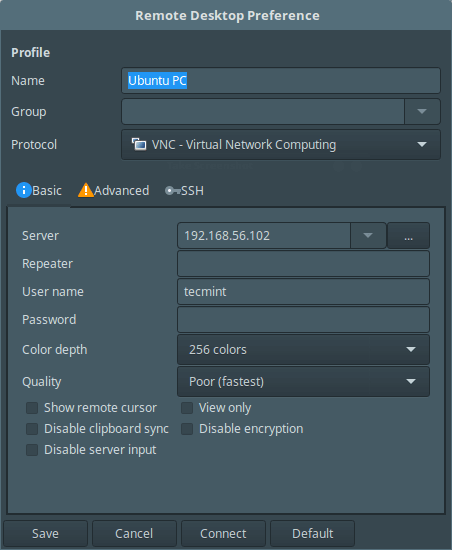 Remote Desktop Preference
Profile
Name Ubuntu PC
Group
Protocol VNC - Virtual Network Computing
Basic Advanced SSH
Server 192.168.56.102 ...
Repeater
User name tecmint
Password
Color depth 256 colors
Quality Poor (fastest)
Show remote cursor View only
Disable clipboard sync Disable encryption
Disable server input
Save Cancel Connect Default